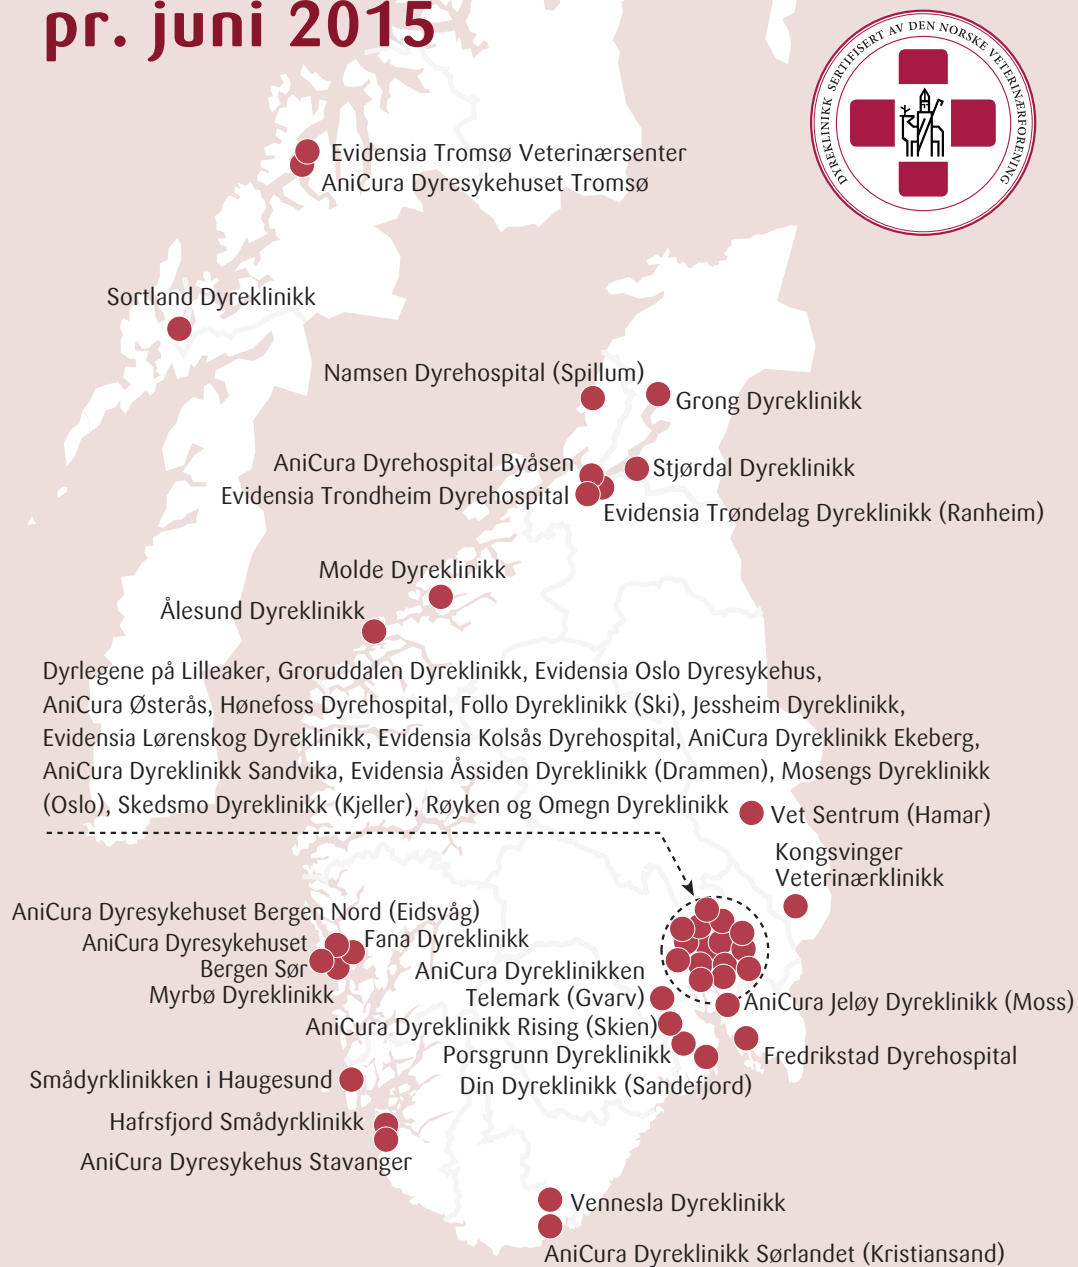 pr. juni 2015
DYREKLINIKK SERTIFISERT AV DEN NORSKE VETERINÆRFORENING
Evidensia Tromsø Veterinærsenter
AniCura Dyresykehuset Tromsø
Sortland Dyreklinikk
Namsen Dyrehospital (Spillum)
Grong Dyreklinikk
AniCura Dyrehospital Byåsen
Stjørdal Dyreklinikk
Evidensia Trondheim Dyrehospital
Evidensia Trøndelag Dyreklinikk (Ranheim)
Molde Dyreklinikk
Ålesund Dyreklinikk
Dyrlegene på Lilleaker, Groruddalen Dyreklinikk, Evidensia Oslo Dyresykehus,
AniCura Østerås, Hønefoss Dyrehospital, Follo Dyreklinikk (Ski), Jessheim Dyreklinikk,
Evidensia Lørenskog Dyreklinikk, Evidensia Kolsås Dyrehospital, AniCura Dyreklinikk Ekeberg,
AniCura Dyreklinikk Sandvika, Evidensia Åssiden Dyreklinikk (Drammen), Mosengs Dyreklinikk
(Oslo), Skedsmo Dyreklinikk (Kjeller), Røyken og Omegn Dyreklinikk
Vet Sentrum (Hamar)
Kongsvinger
Veterinærklinikk
AniCura Dyresykehuset Bergen Nord (Eidsvåg)
AniCura Dyresykehuset
Bergen Sør
Fana Dyreklinikk
Myrbø Dyreklinikk
AniCura Dyreklinikken
Telemark (Gvarv)
AniCura Jeløy Dyreklinikk (Moss)
AniCura Dyreklinikk Rising (Skien)
Porsgrunn Dyreklinikk
Fredrikstad Dyrehospital
Din Dyreklinikk (Sandefjord)
Smådyrklinikken i Haugesund
Hafrsfjord Smådyrklinikk
AniCura Dyresykehus Stavanger
Vennesla Dyreklinikk
AniCura Dyreklinikk Sørlandet (Kristiansand)